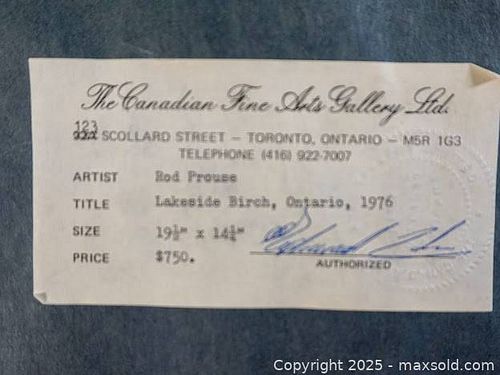 The Canadian Fine Arts Gallery Ltd.
123
SCOLLARD STREET – TORONTO, ONTARIO – M5R 1G3
TELEPHONE (416) 922-7007
ARTIST Rod Prouse
TITLE Lakeside Birch, Ontario, 1976
SIZE 19½" x 14¼"
PRICE $750.
AUTHORIZED
Copyright © 2025 - maxsold.com